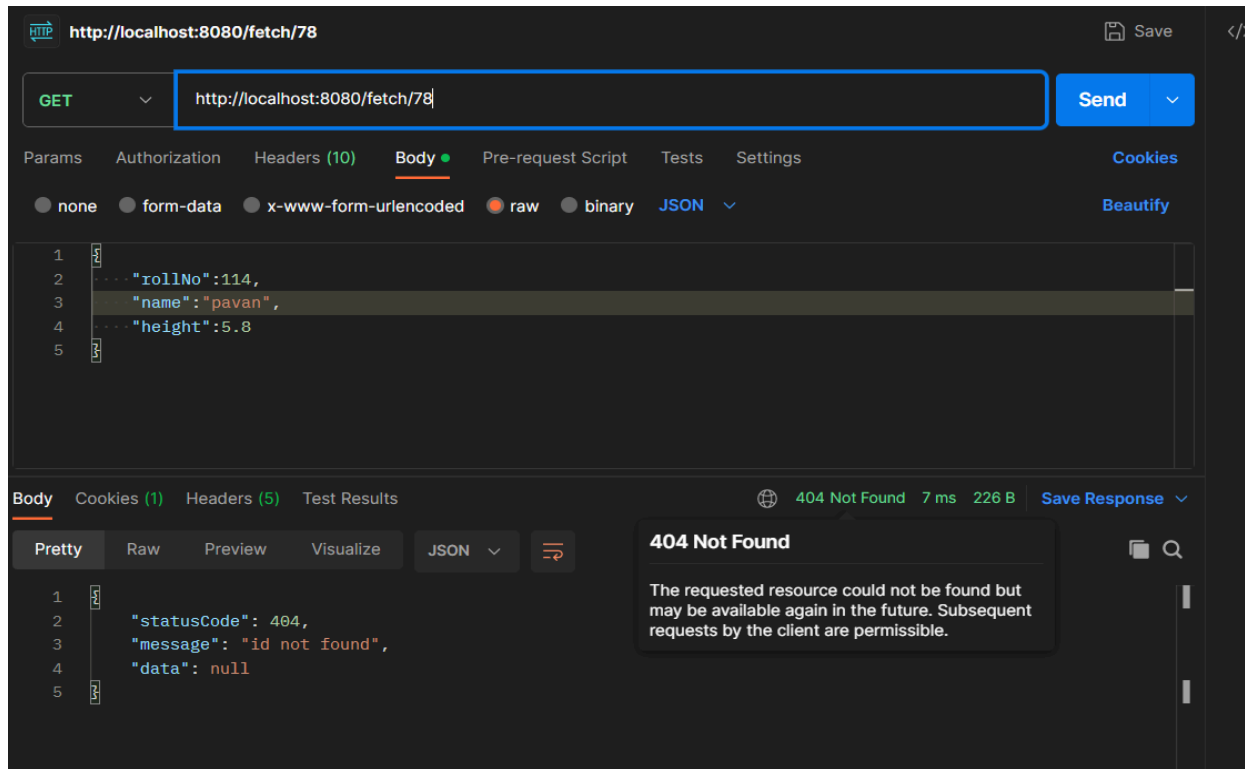 HTTP http://localhost:8080/fetch/78 Save </>
GET http://localhost:8080/fetch/78 Send
Params Authorization Headers (10) Body Pre-request Script Tests Settings Cookies
none form-data x-www-form-urlencoded raw binary JSON Beautify
1 {
2 "rollNo":114,
3 "name":"pavan",
4 "height":5.8
5 }
Body Cookies (1) Headers (5) Test Results 404 Not Found 7 ms 226 B Save Response
Pretty Raw Preview Visualize JSON
404 Not Found
The requested resource could not be found but
may be available again in the future. Subsequent
requests by the client are permissible.
1 {
2 "statusCode": 404,
3 "message": "id not found",
4 "data": null
5 }